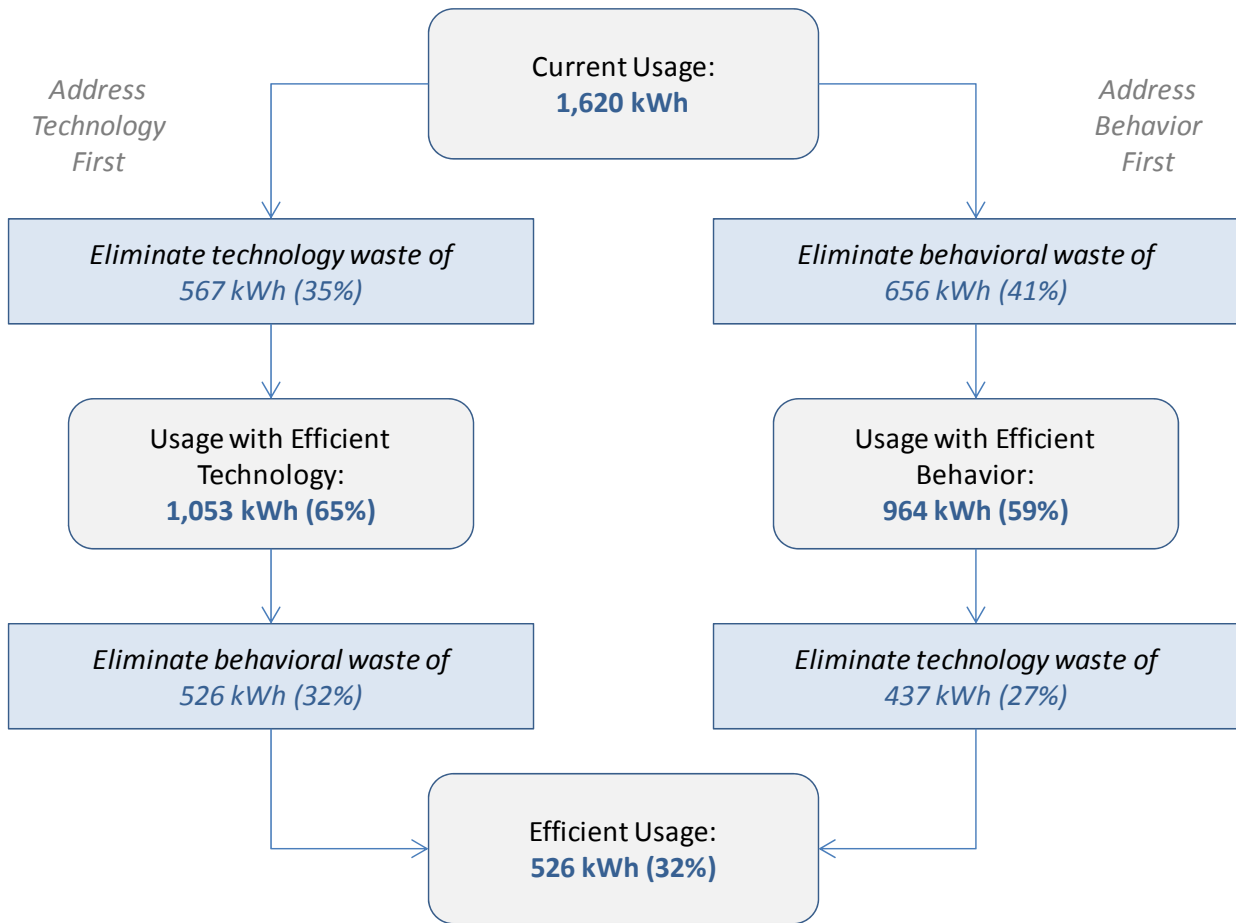 Current Usage:
1,620 kWh
Address
Technology
First
Address
Behavior
First
Eliminate technology waste of
567 kWh (35%)
Eliminate behavioral waste of
656 kWh (41%)
Usage with Efficient
Technology:
1,053 kWh (65%)
Usage with Efficient
Behavior:
964 kWh (59%)
Eliminate behavioral waste of
526 kWh (32%)
Eliminate technology waste of
437 kWh (27%)
Efficient Usage:
526 kWh (32%)